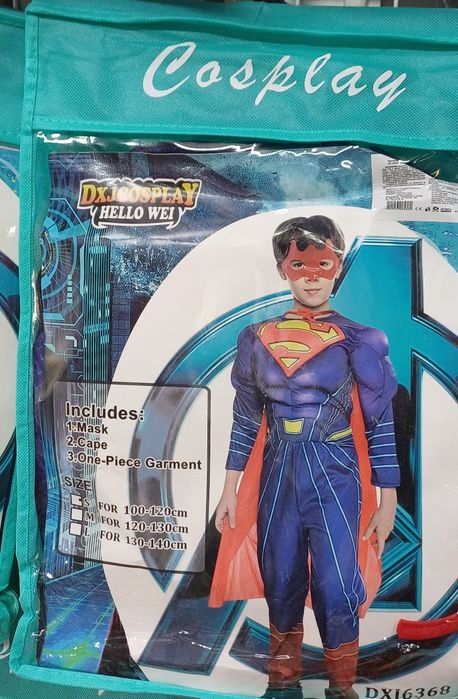 Cosplay
DXJCOSPLAY
HELLO WEI
Includes:
1.Mask
2.Cape
3.One-Piece Garment
SIZE
S FOR 100-120cm
M FOR 120-130cm
L FOR 130-140cm
DXJ6368